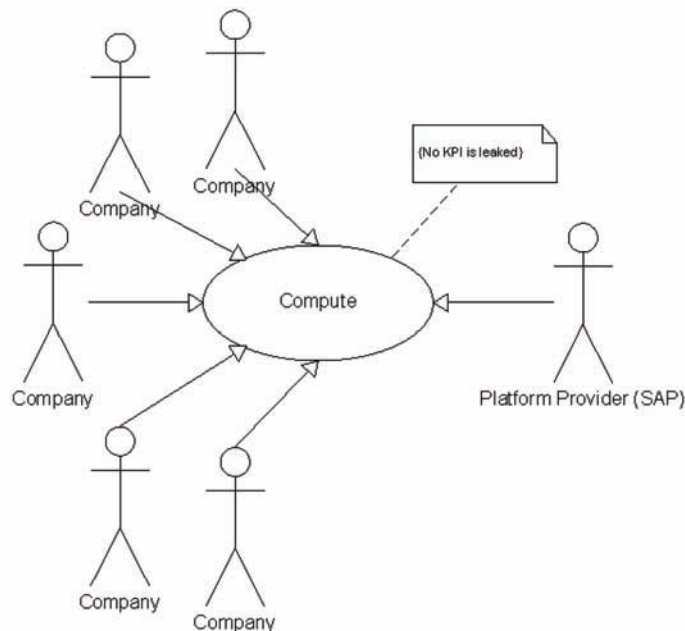 Company
Company
{No KPI is leaked}
Compute
Company
Platform Provider (SAP)
Company
Company